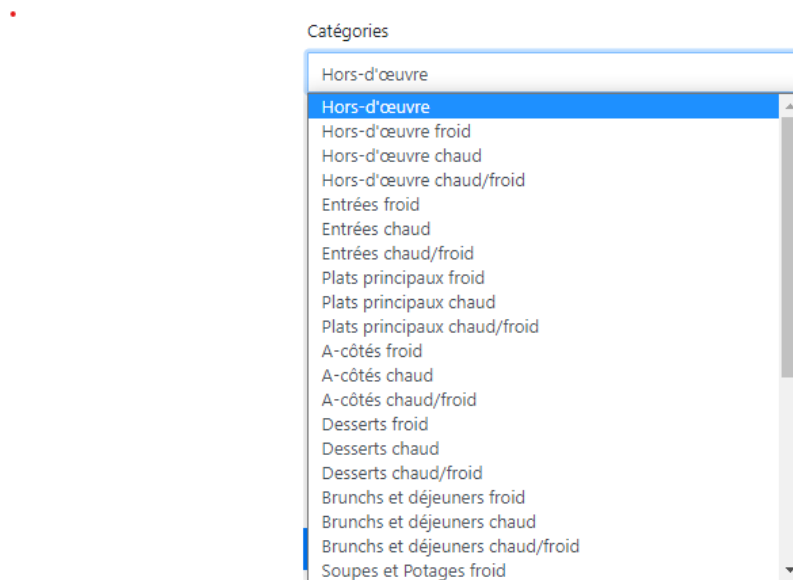 Catégories
Hors-d'œuvre
Hors-d'œuvre
Hors-d'œuvre froid
Hors-d'œuvre chaud
Hors-d'œuvre chaud/froid
Entrées froid
Entrées chaud
Entrées chaud/froid
Plats principaux froid
Plats principaux chaud
Plats principaux chaud/froid
A-côtés froid
A-côtés chaud
A-côtés chaud/froid
Desserts froid
Desserts chaud
Desserts chaud/froid
Brunchs et déjeuners froid
Brunchs et déjeuners chaud
Brunchs et déjeuners chaud/froid
Soupes et Potages froid